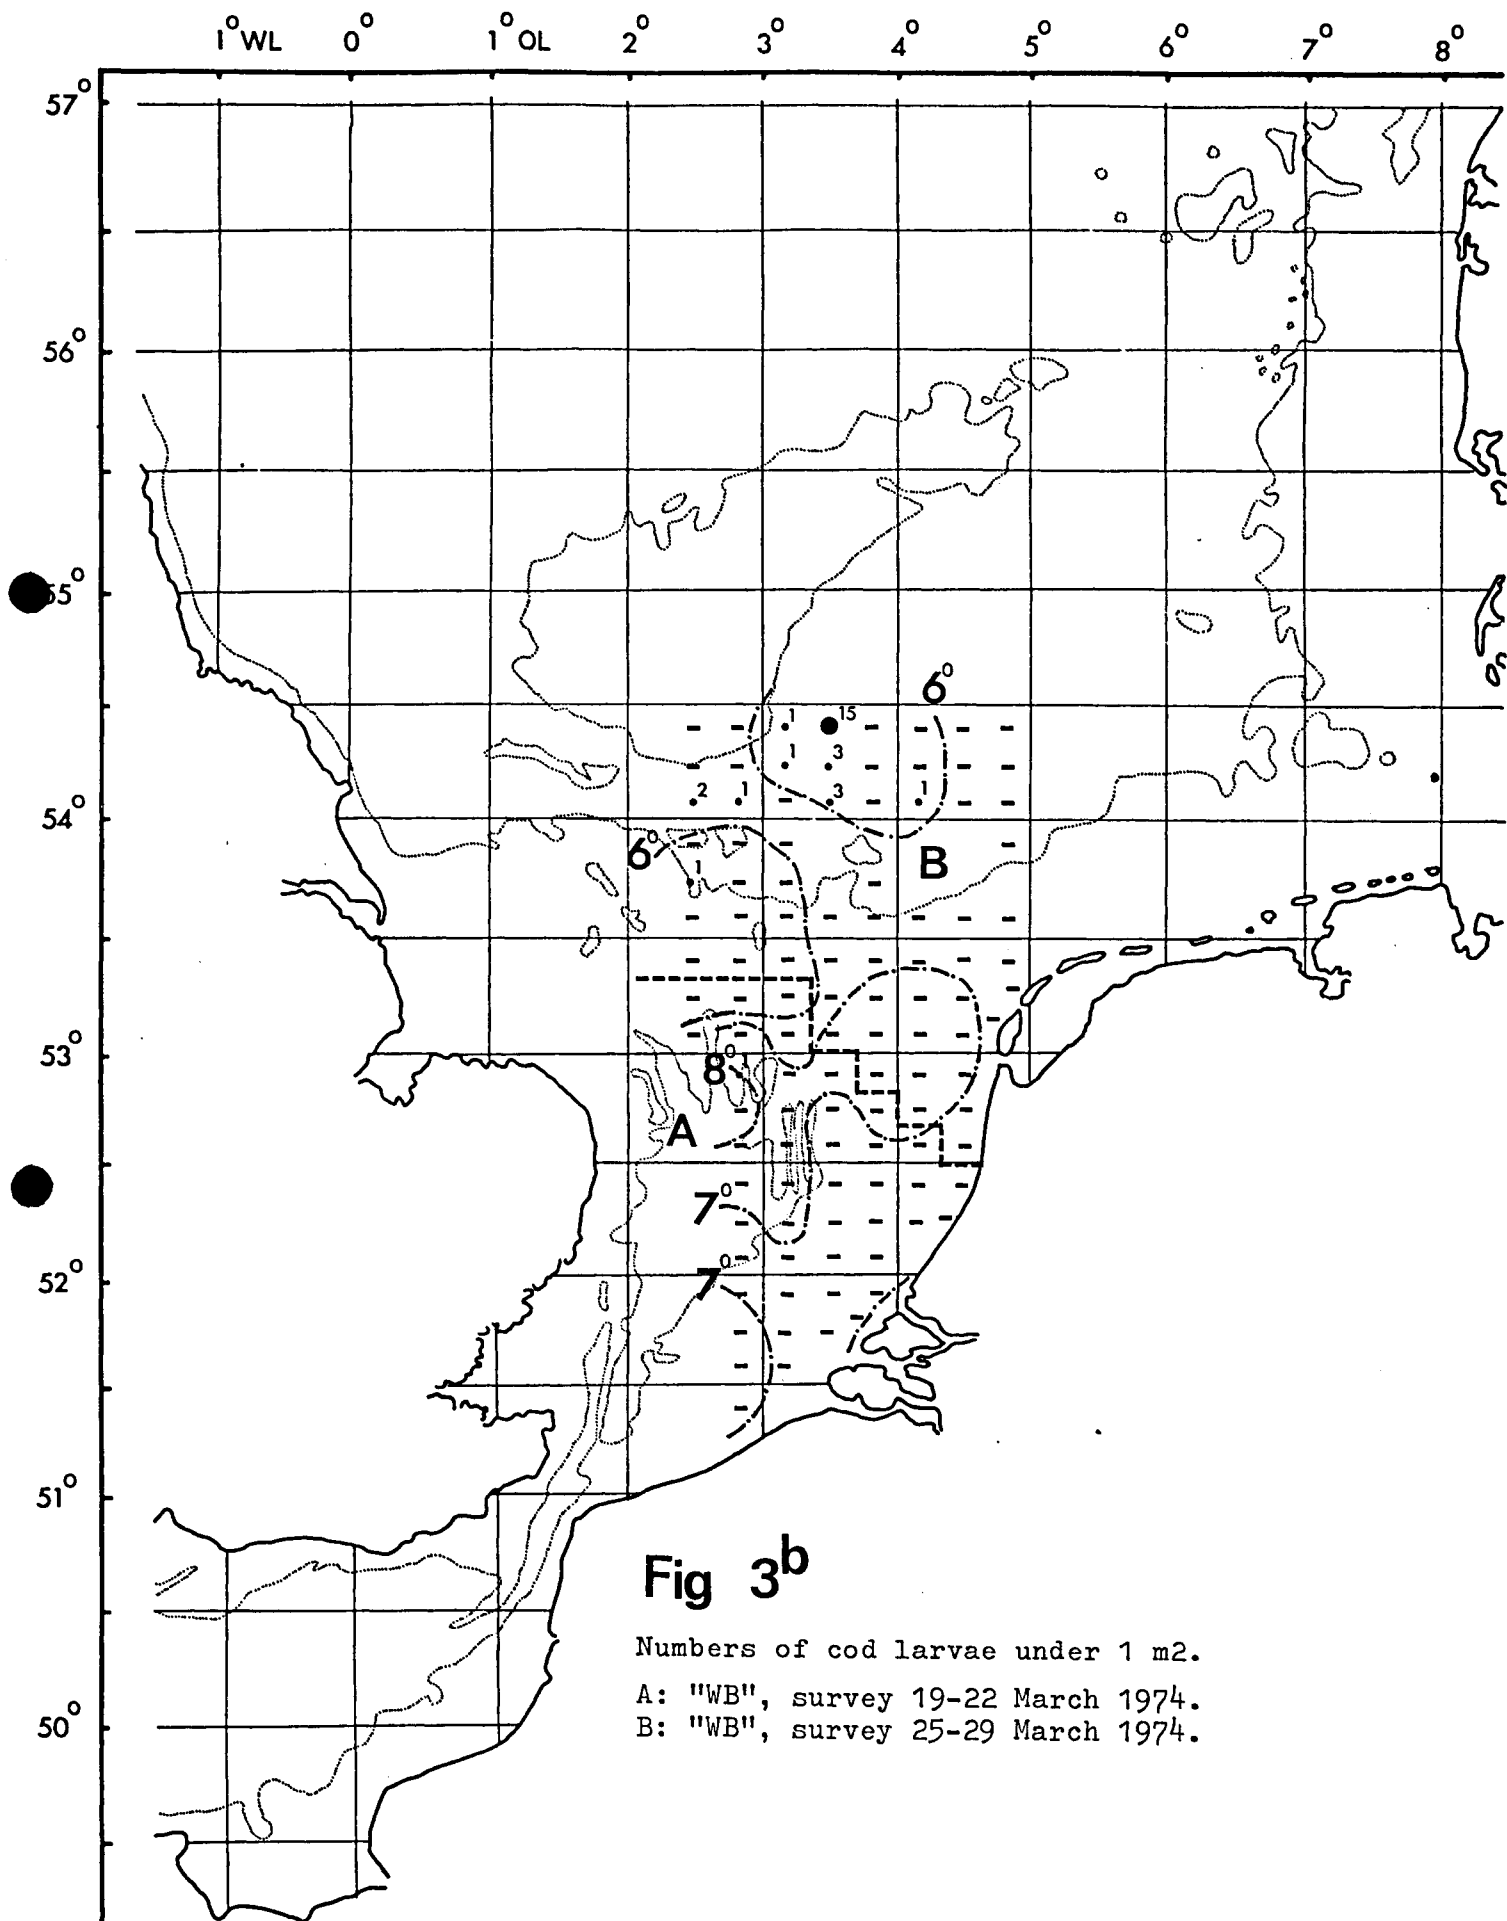 1° WL 0° 1° OL 2° 3° 4° 5° 6° 7° 8°
57°
56°
55°
6°
1 15
1 3
2 1 3 1
54°
6°
B
1
53°
8° 1
A
7°
52°
7°
51°
Fig 3b
Numbers of cod larvae under 1 m2.
A: "WB", survey 19-22 March 1974.
B: "WB", survey 25-29 March 1974.
50°